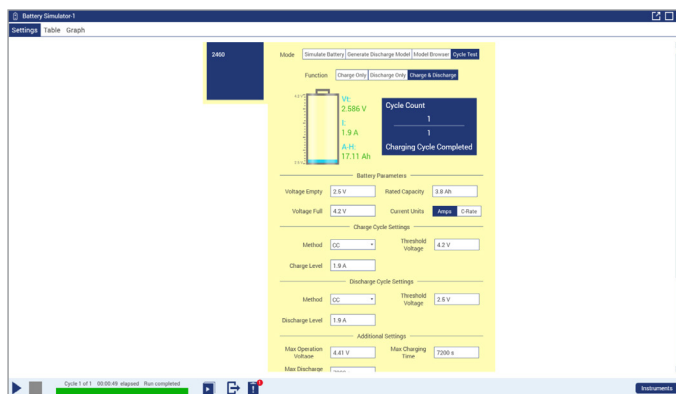 Battery Simulator-1
Settings Table Graph
2460
Mode Simulate Battery Generate Discharge Model Model Browser Cycle Test
Function Charge Only Discharge Only Charge & Discharge
4.2 V
Vt:
2.586 V
I:
1.9 A
A-H:
17.11 Ah
2.5 V
Cycle Count
1
1
Charging Cycle Completed
Battery Parameters
Voltage Empty 2.5 V Rated Capacity 3.8 Ah
Voltage Full 4.2 V Current Units Amps C-Rate
Charge Cycle Settings
Method CC Threshold Voltage 4.2 V
Charge Level 1.9 A
Discharge Cycle Settings
Method CC Threshold Voltage 2.6 V
Discharge Level 1.9 A
Additional Settings
Max Operation Voltage 4.41 V Max Charging Time 7200 s
Max Discharge
Cycle 1 of 1 00:00:49 elapsed Run completed
Instruments